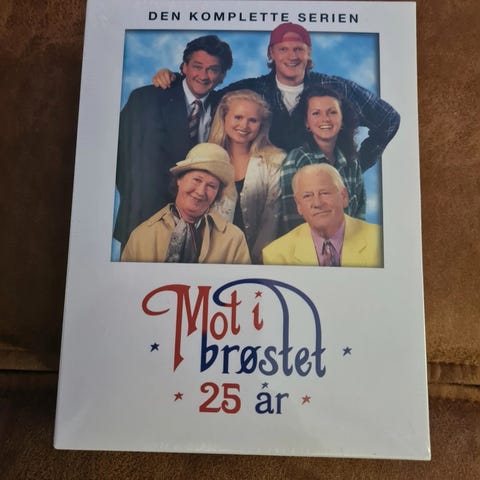 DEN KOMPLETTE SERIEN
Mot i
brøstet
25 år